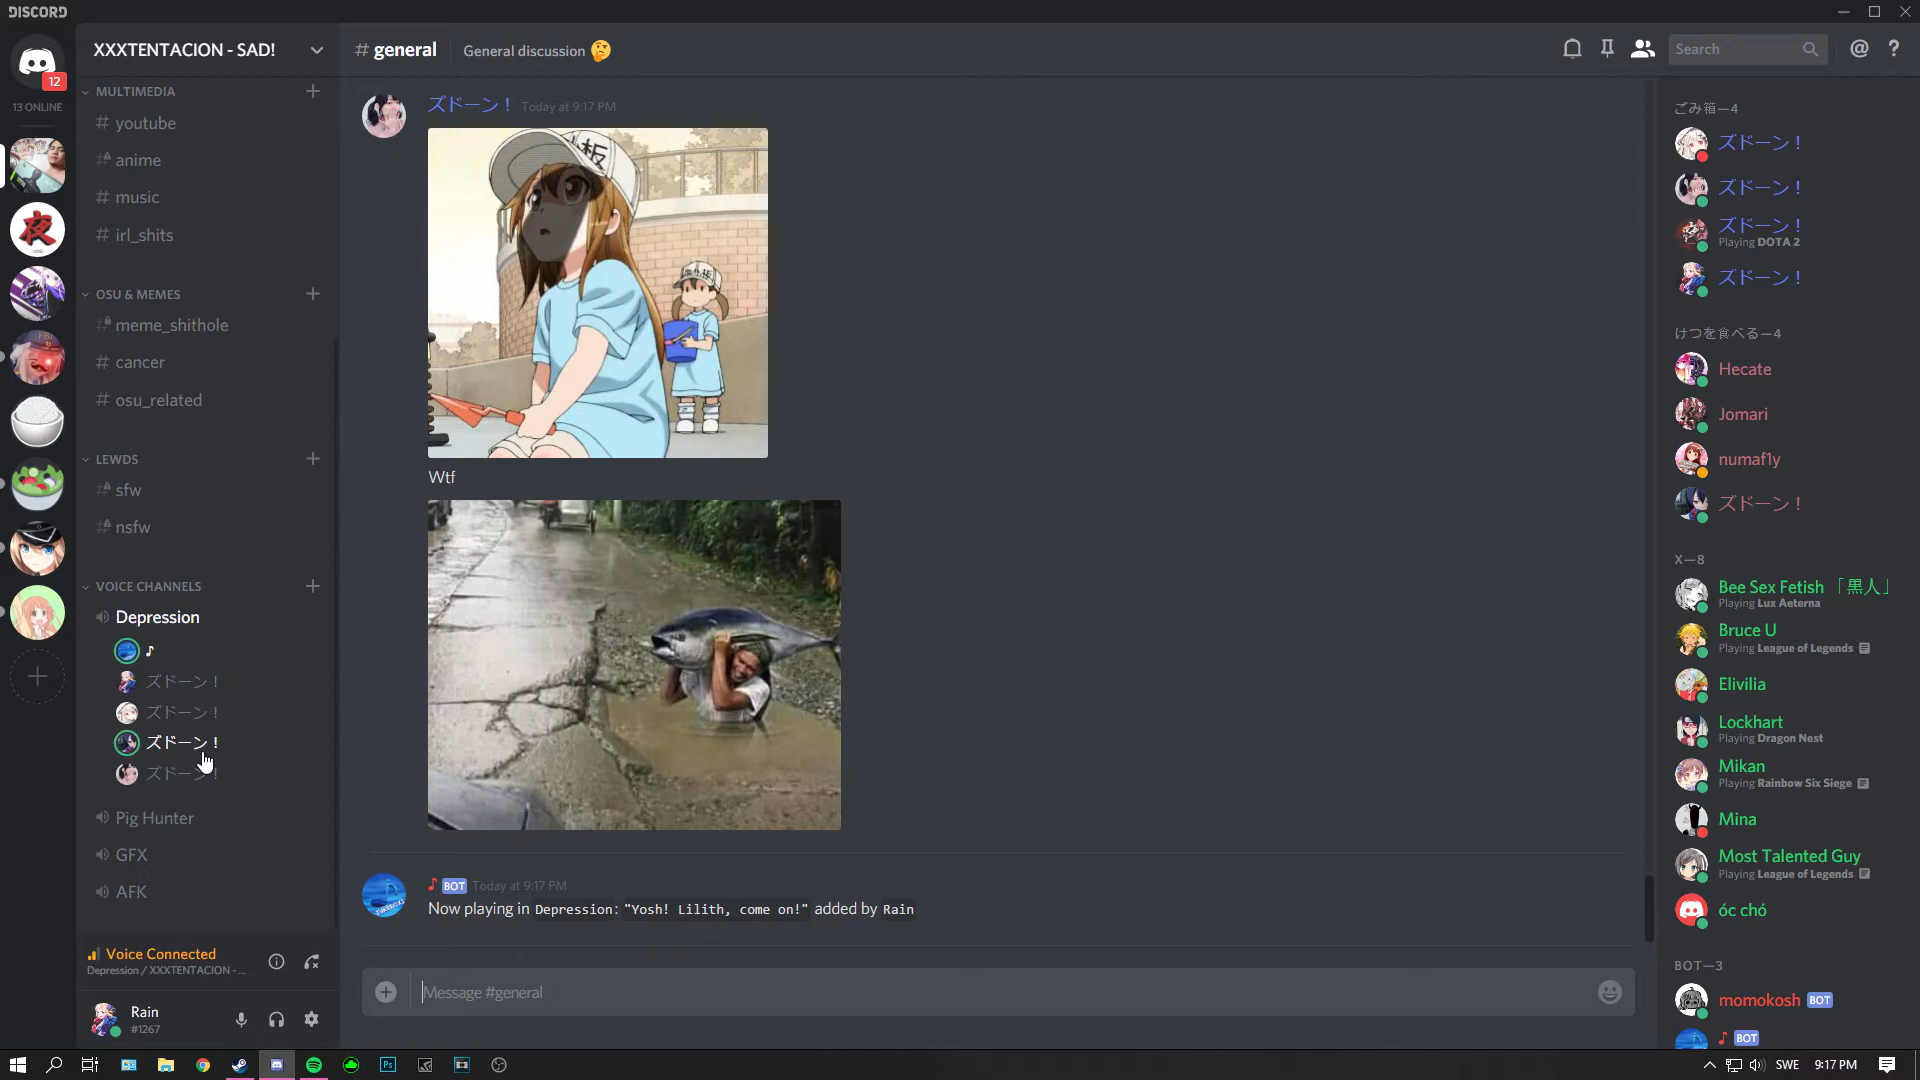 DISCORD
12
13 ONLINE
XXXTENTACION - SAD!
MULTIMEDIA
youtube
anime
music
irl_shits
OSU & MEMES
meme_shithole
cancer
osu_related
LEWDS
sfw
nsfw
VOICE CHANNELS
Depression
♪
ズドーン！
ズドーン！
ズドーン！
ズドーン！
Pig Hunter
GFX
AFK
Voice Connected
Depression / XXXTENTACION -...
Rain
#1267
# general
General discussion 🤔
Search
ズドーン！ Today at 9:17 PM
板
Wtf
♪ BOT Today at 9:17 PM
Now playing in Depression: "Yosh! Lilith, come on!" added by Rain
Message #general
ごみ箱—4
ズドーン！
ズドーン！
ズドーン！
Playing DOTA 2
ズドーン！
けつを食べる—4
Hecate
Jomari
numaf1y
ズドーン！
X—8
Bee Sex Fetish 「黒人」
Playing Lux Aeterna
Bruce U
Playing League of Legends
Elivilia
Lockhart
Playing Dragon Nest
Mikan
Playing Rainbow Six Siege
Mina
Most Talented Guy
Playing League of Legends
óc chó
BOT—3
momokosh BOT
♪ BOT
夜
Ps
SWE
9:17 PM